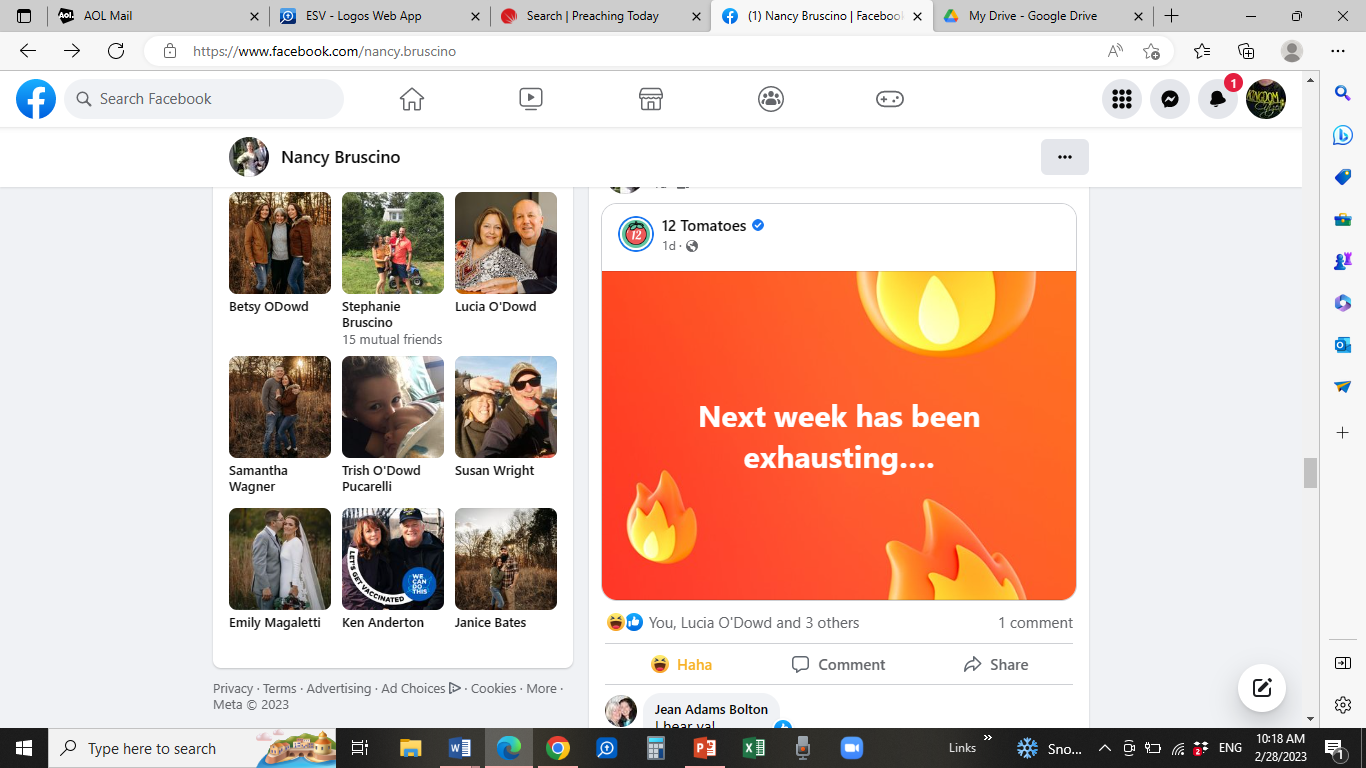 AOL Mail
ESV - Logos Web App
Search | Preaching Today
(1) Nancy Bruscino | Facebook
My Drive - Google Drive
https://www.facebook.com/nancy.bruscino
Search Facebook
1
Nancy Bruscino
Betsy ODowd
Stephanie
Bruscino
15 mutual friends
Lucia O'Dowd
Samantha
Wagner
Trish O'Dowd
Pucarelli
Susan Wright
LET'S GET VACCINATED
WE
CAN DO
THIS
Emily Magaletti
Ken Anderton
Janice Bates
Privacy · Terms · Advertising · Ad Choices · Cookies · More ·
Meta © 2023
12
12 Tomatoes
1d ·
Next week has been
exhausting....
You, Lucia O'Dowd and 3 others
1 comment
Haha
Comment
Share
Jean Adams Bolton
I hear ya!
Type here to search
Links
Sno...
ENG
10:18 AM
2/28/2023